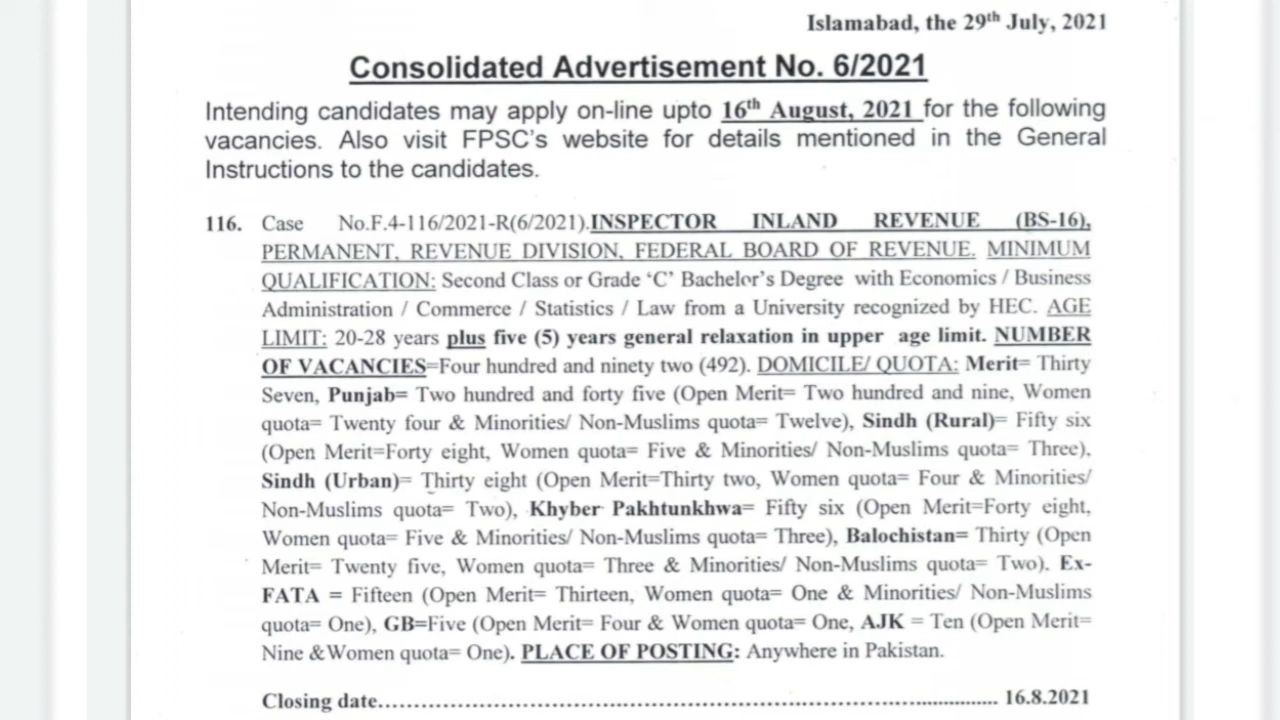 Islamabad, the 29th July, 2021
Consolidated Advertisement No. 6/2021
Intending candidates may apply on-line upto 16th August, 2021 for the following
vacancies. Also visit FPSC's website for details mentioned in the General
Instructions to the candidates.
116. Case No.F.4-116/2021-R(6/2021).INSPECTOR INLAND REVENUE (BS-16),
PERMANENT, REVENUE DIVISION, FEDERAL BOARD OF REVENUE. MINIMUM
QUALIFICATION: Second Class or Grade 'C' Bachelor's Degree with Economics / Business
Administration / Commerce / Statistics / Law from a University recognized by HEC. AGE
LIMIT: 20-28 years plus five (5) years general relaxation in upper age limit. NUMBER
OF VACANCIES=Four hundred and ninety two (492). DOMICILE/ QUOTA: Merit= Thirty
Seven, Punjab= Two hundred and forty five (Open Merit= Two hundred and nine, Women
quota= Twenty four & Minorities/ Non-Muslims quota= Twelve), Sindh (Rural)= Fifty six
(Open Merit=Forty eight, Women quota= Five & Minorities/ Non-Muslims quota= Three),
Sindh (Urban)= Thirty eight (Open Merit=Thirty two, Women quota= Four & Minorities/
Non-Muslims quota= Two), Khyber Pakhtunkhwa= Fifty six (Open Merit=Forty eight,
Women quota= Five & Minorities/ Non-Muslims quota= Three), Balochistan= Thirty (Open
Merit= Twenty five, Women quota= Three & Minorities/ Non-Muslims quota= Two). Ex-
FATA = Fifteen (Open Merit= Thirteen, Women quota= One & Minorities/ Non-Muslims
quota= One), GB=Five (Open Merit= Four & Women quota= One, AJK = Ten (Open Merit=
Nine &Women quota= One). PLACE OF POSTING: Anywhere in Pakistan.
Closing date........................................................................................................ 16.8.2021